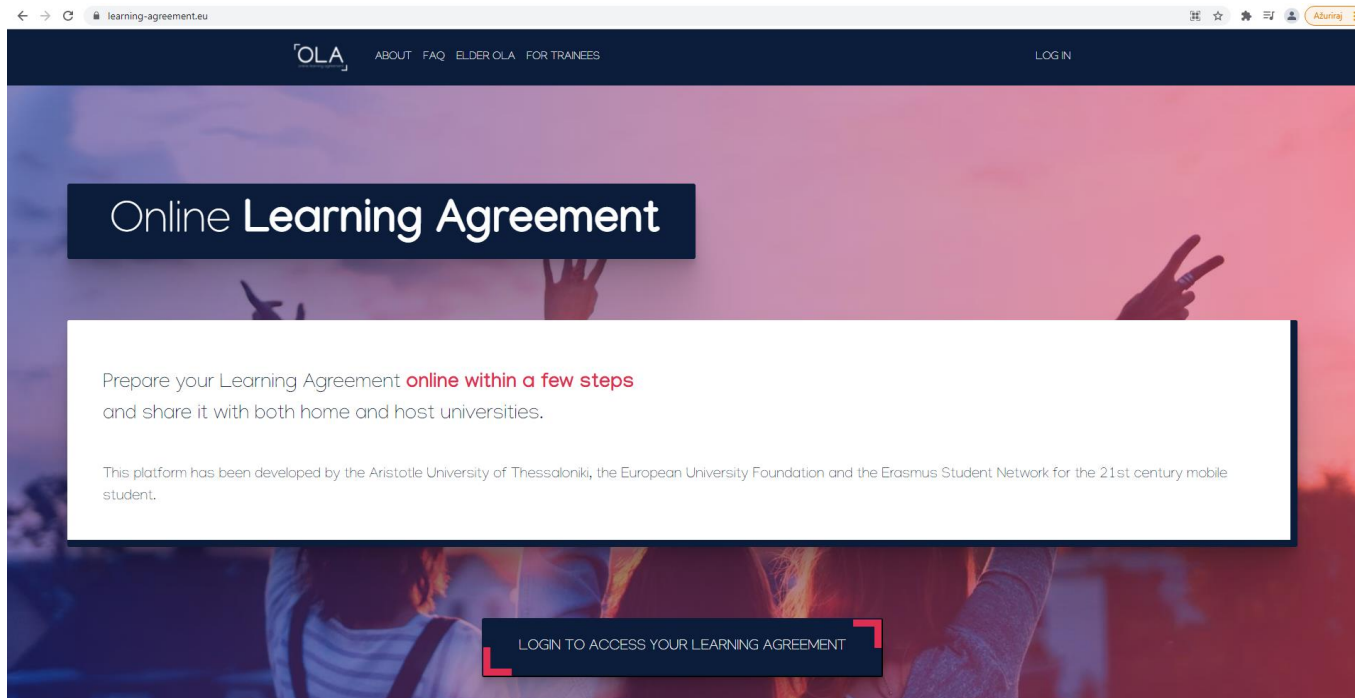 learning-agreement.eu
Ažuriraj
OLA
ABOUT FAQ ELDER OLA FOR TRAINEES
LOG IN
Online Learning Agreement
Prepare your Learning Agreement online within a few steps
and share it with both home and host universities.
This platform has been developed by the Aristotle University of Thessaloniki, the European University Foundation and the Erasmus Student Network for the 21st century mobile
student.
LOGIN TO ACCESS YOUR LEARNING AGREEMENT